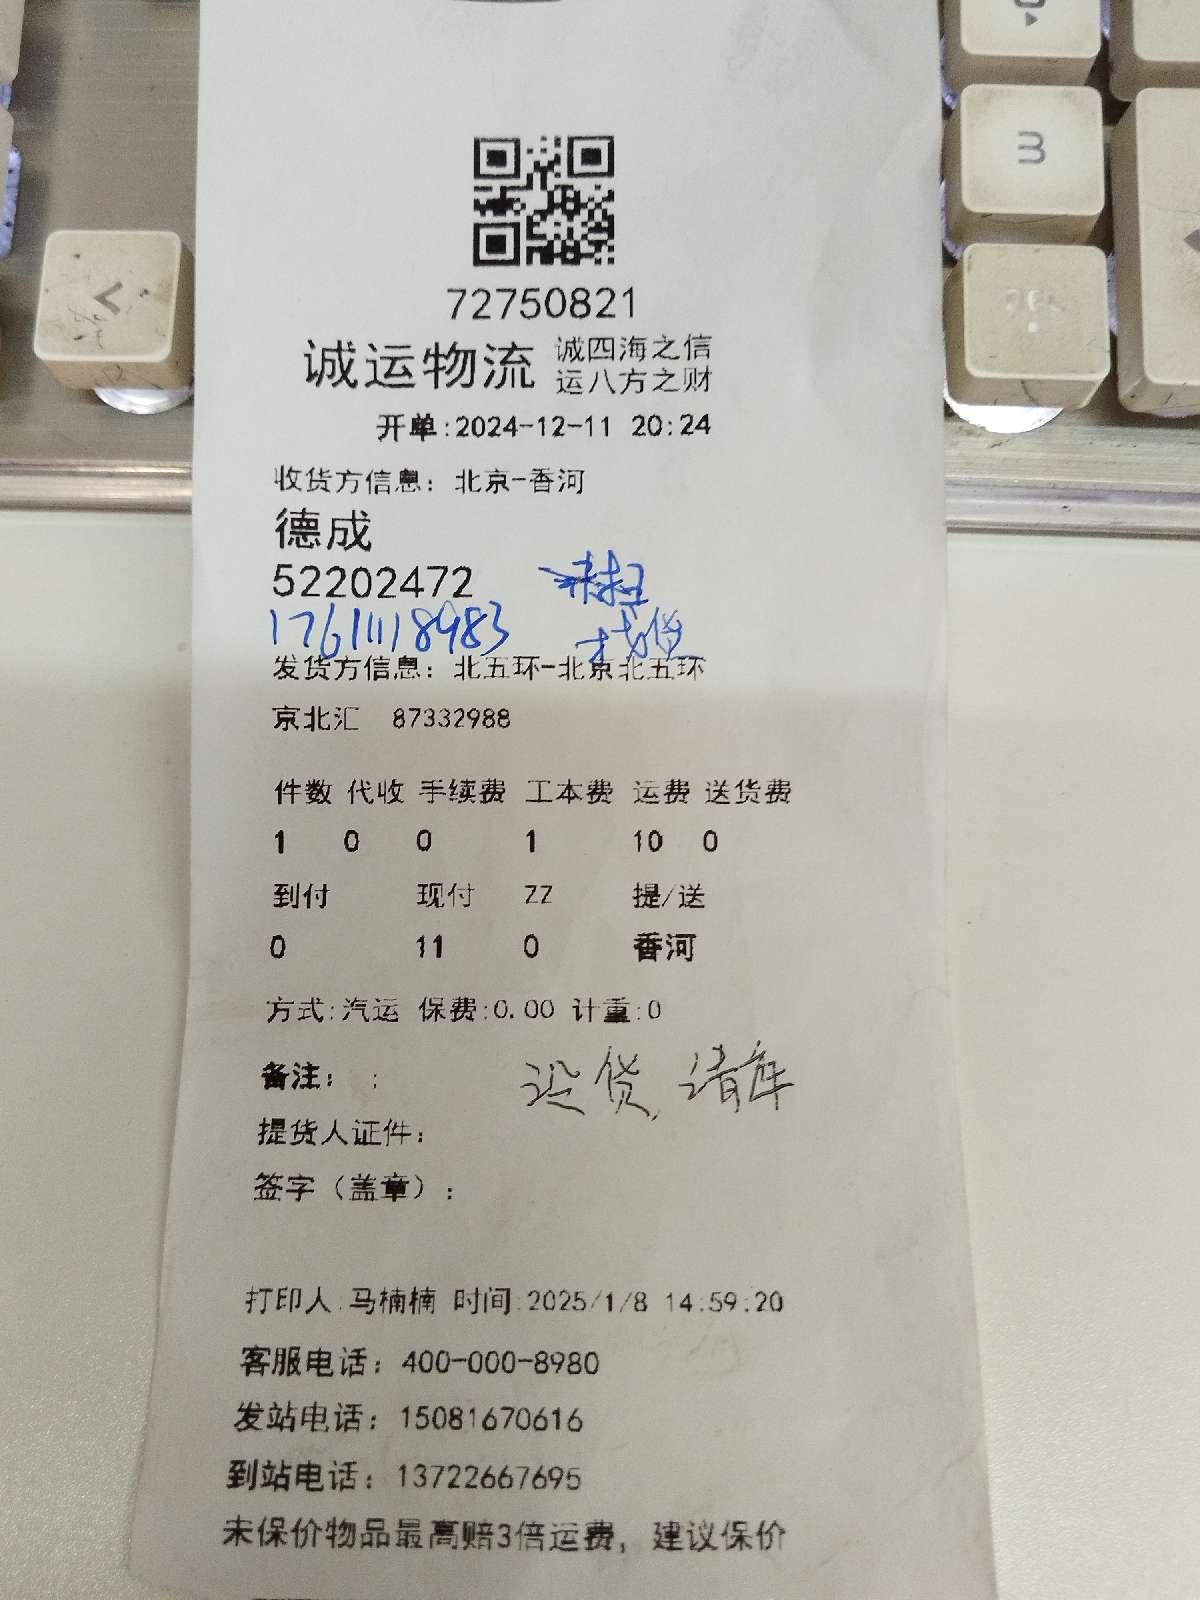 72750821
诚运物流 诚四海之信
运八方之财
开单:2024-12-11 20:24
收货方信息: 北京-香河
德成
52202472
17611118983 找货
发货方信息: 北五环-北京北五环
京北汇 87332988
件数 代收 手续费 工本费 运费 送货费
1 0 0 1 10 0
到付 现付 ZZ 提/送
0 11 0 香河
方式:汽运 保费:0.00 计重:0
备注: :
没货,清库
提货人证件:
签字（盖章）:
打印人:马楠楠 时间:2025/1/8 14:59:20
客服电话: 400-000-8980
发站电话: 15081670616
到站电话: 13722667695
未保价物品最高赔3倍运费, 建议保价